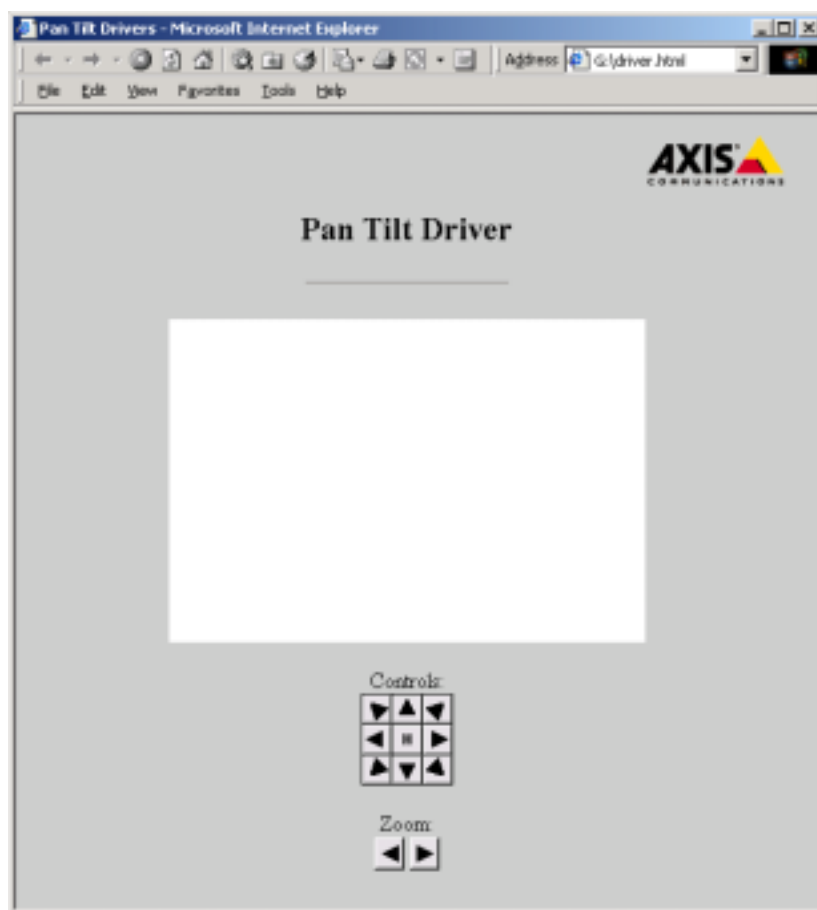 Pan Tilt Drivers - Microsoft Internet Explorer
Address G:\driver.html
File Edit View Favorites Tools Help
AXIS
COMMUNICATIONS
Pan Tilt Driver
Controls:
Zoom: